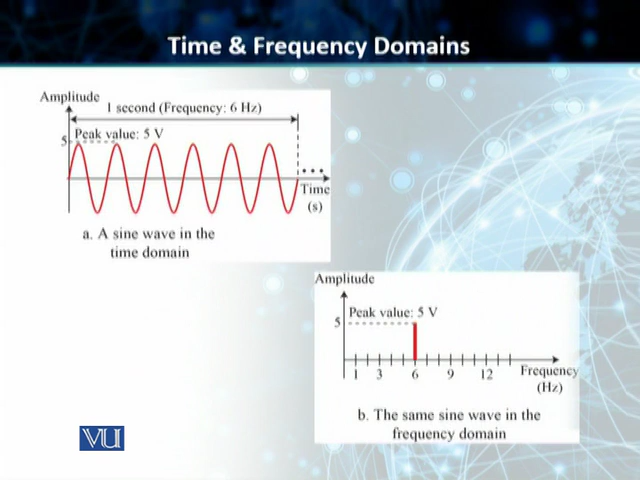 Time & Frequency Domains
Amplitude
1 second (Frequency: 6 Hz)
5
Peak value: 5 V
Time
(s)
a. A sine wave in the
time domain
Amplitude
Peak value: 5 V
5
1 3 6 9 12
Frequency
(Hz)
b. The same sine wave in the
frequency domain
VU